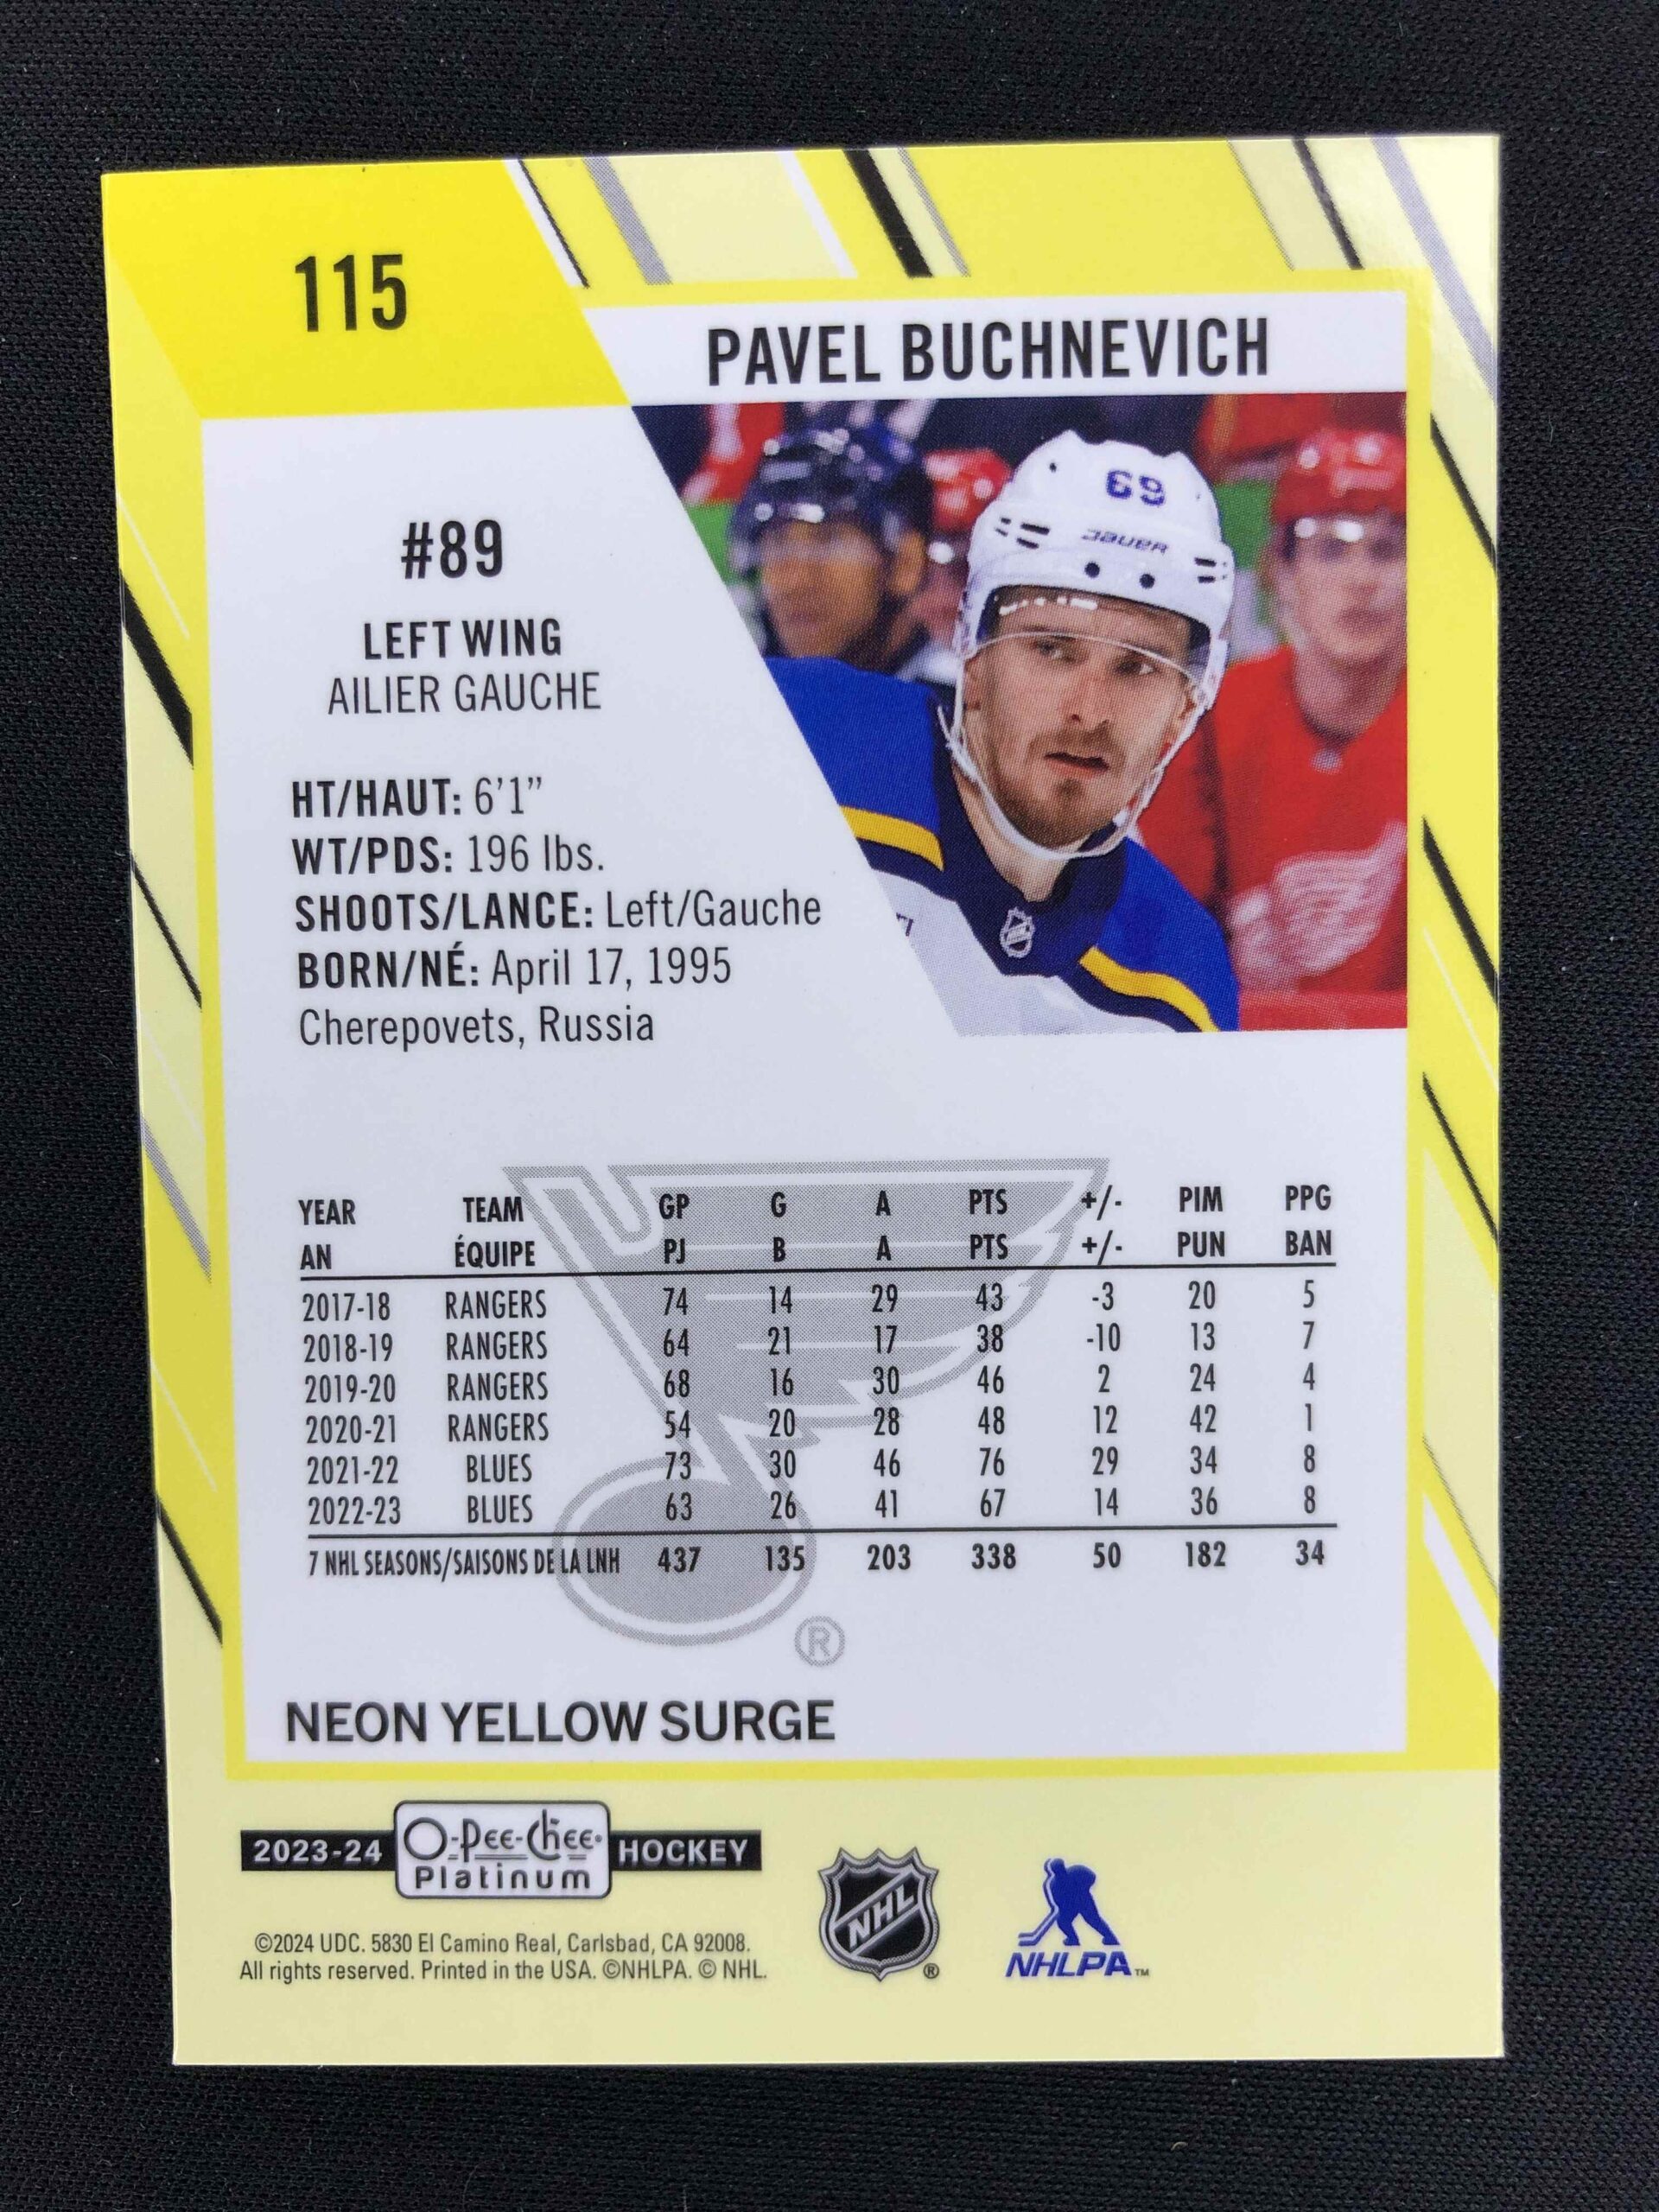 115
PAVEL BUCHNEVICH
69
BAUER
#89
LEFT WING
AILIER GAUCHE
HT/HAUT: 6'1"
WT/PDS: 196 lbs.
SHOOTS/LANCE: Left/Gauche
BORN/NÉ: April 17, 1995
Cherepovets, Russia
YEAR TEAM GP G A PTS +/- PIM PPG
AN ÉQUIPE PJ B A PTS +/- PUN BAN
2017-18 RANGERS 74 14 29 43 -3 20 5
2018-19 RANGERS 64 21 17 38 -10 13 7
2019-20 RANGERS 68 16 30 46 2 24 4
2020-21 RANGERS 54 20 28 48 12 42 1
2021-22 BLUES 73 30 46 76 29 34 8
2022-23 BLUES 63 26 41 67 14 36 8
7 NHL SEASONS/SAISONS DE LA LNH 437 135 203 338 50 182 34
®
NEON YELLOW SURGE
2023-24 O-Pee-Chee® Platinum HOCKEY
NHL ®
NHLPA™
©2024 UDC. 5830 El Camino Real, Carlsbad, CA 92008.
All rights reserved. Printed in the USA. ©NHLPA. © NHL.